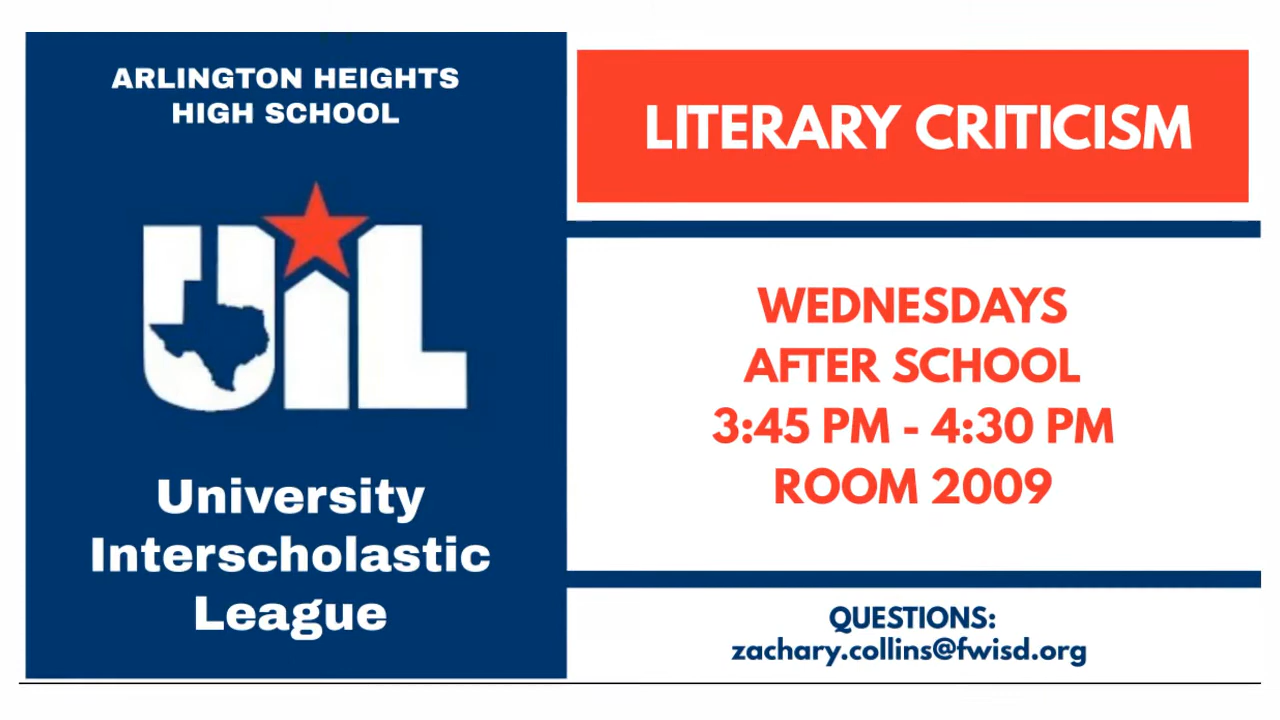 ARLINGTON HEIGHTS
HIGH SCHOOL
UIL
University
Interscholastic
League
LITERARY CRITICISM
WEDNESDAYS
AFTER SCHOOL
3:45 PM - 4:30 PM
ROOM 2009
QUESTIONS:
zachary.collins@fwisd.org